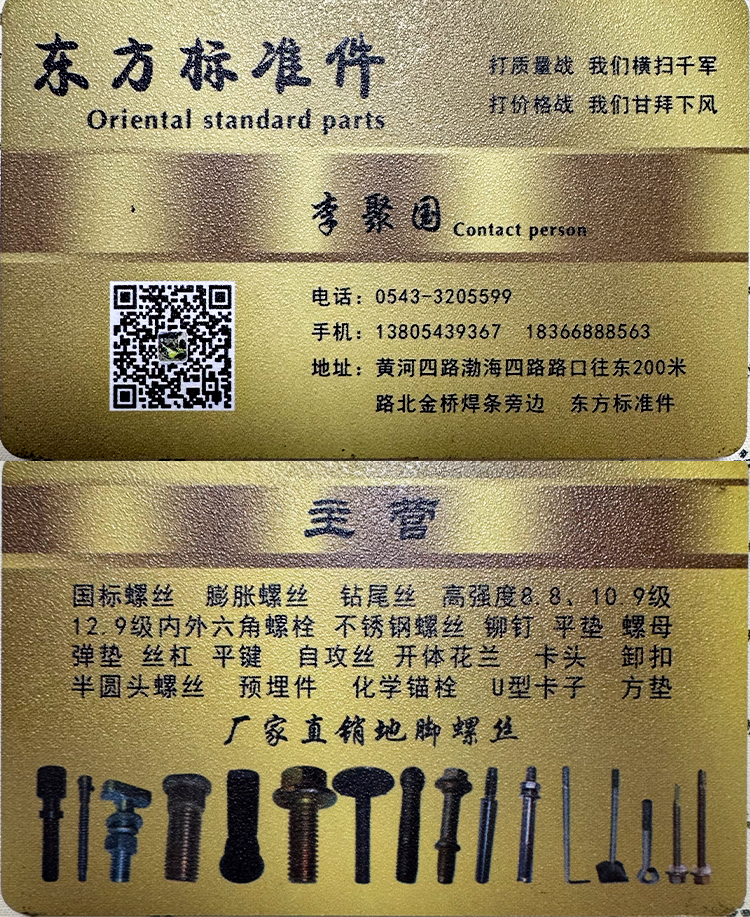 东方标准件
Oriental standard parts
打质量战 我们横扫千军
打价格战 我们甘拜下风
李聚国 Contact person
电话：0543-3205599
手机：13805439367 18366888563
地址：黄河四路渤海四路路口往东200米
路北金桥焊条旁边 东方标准件
主营
国标螺丝 膨胀螺丝 钻尾丝 高强度8.8、10.9级
12.9级内外六角螺栓 不锈钢螺丝 铆钉 平垫 螺母
弹垫 丝杠 平键 自攻丝 开体花兰 卡头 卸扣
半圆头螺丝 预埋件 化学锚栓 U型卡子 方垫
厂家直销地脚螺丝